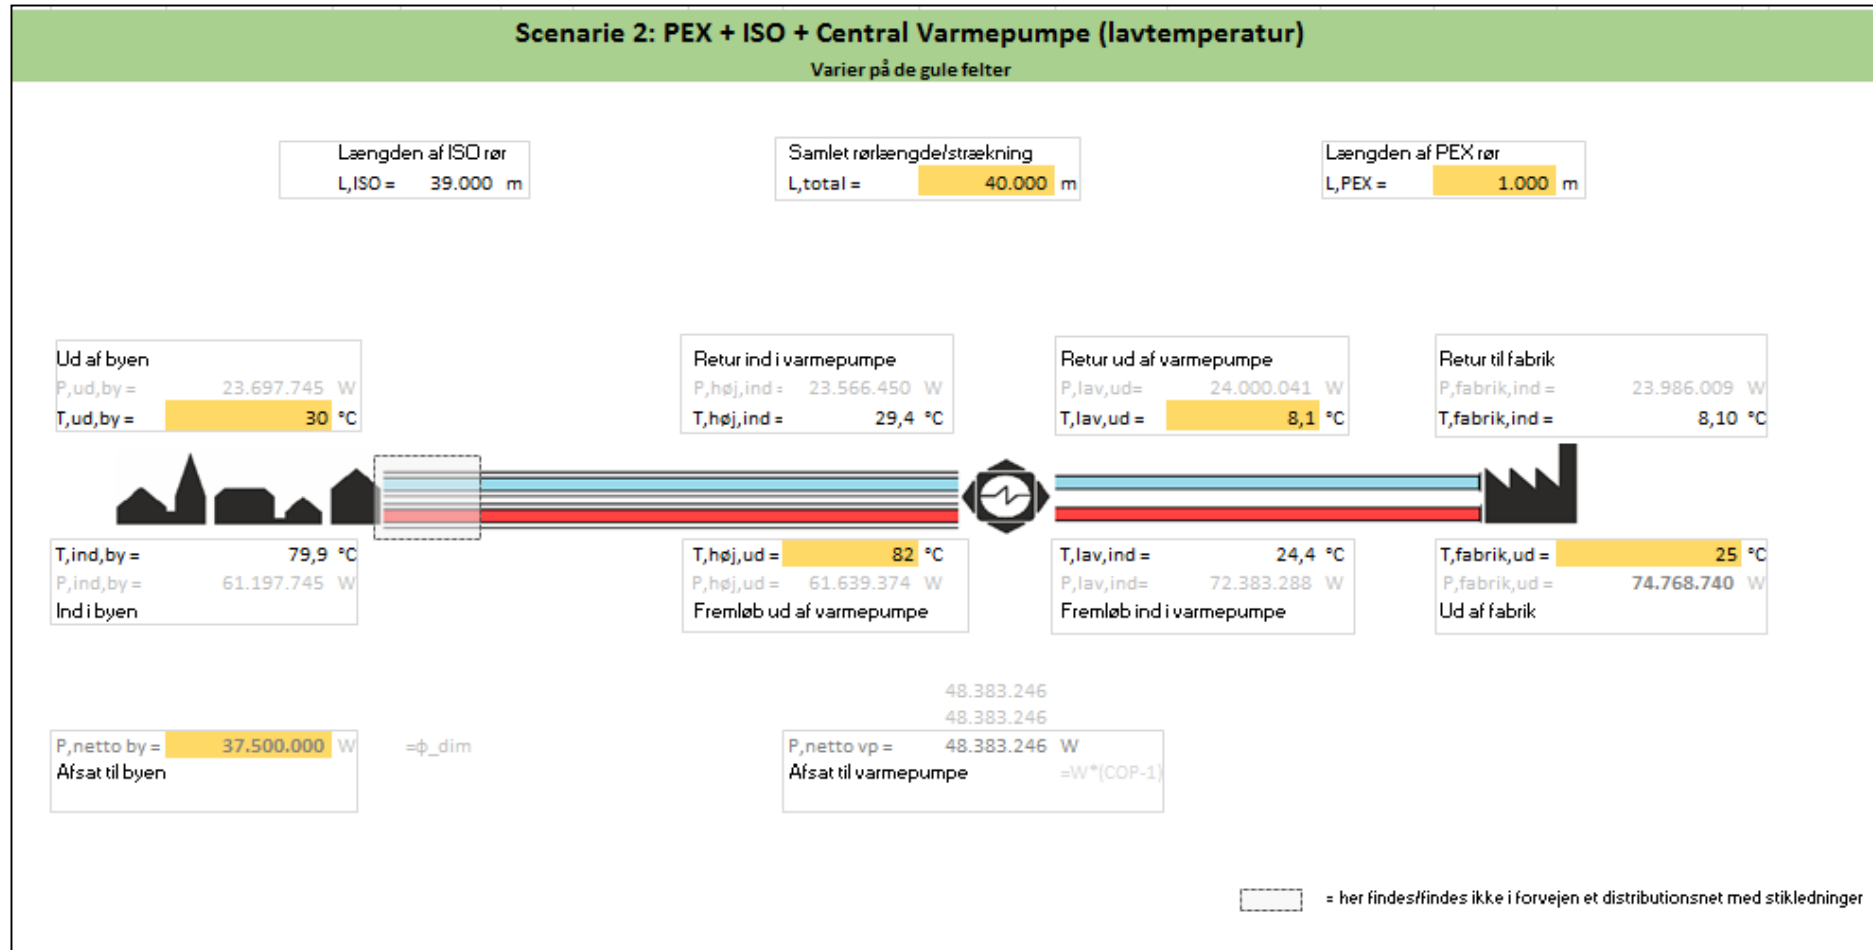 Scenarie 2: PEX + ISO + Central Varmepumpe (lavtemperatur)
Varier på de gule felter
Længden af ISO rør
L,ISO = 39.000 m
Samlet rørlængde/strækning
L,total = 40.000 m
Længden af PEX rør
L,PEX = 1.000 m
Ud af byen
P,ud,by = 23.697.745 W
T,ud,by = 30 °C
Retur ind i varmepumpe
P,høj,ind = 23.566.450 W
T,høj,ind = 29,4 °C
Retur ud af varmepumpe
P,lav,ud= 24.000.041 W
T,lav,ud = 8,1 °C
Retur til fabrik
P,fabrik,ind = 23.986.009 W
T,fabrik,ind = 8,10 °C
T,ind,by = 79,9 °C
P,ind,by = 61.197.745 W
Ind i byen
T,høj,ud = 82 °C
P,høj,ud = 61.639.374 W
Fremløb ud af varmepumpe
T,lav,ind = 24,4 °C
P,lav,ind= 72.383.288 W
Fremløb ind i varmepumpe
T,fabrik,ud = 25 °C
P,fabrik,ud = 74.768.740 W
Ud af fabrik
48.383.246
48.383.246
P,netto by = 37.500.000 W =ϕ_dim
Afsat til byen
P,netto vp = 48.383.246 W
Afsat til varmepumpe =W*(COP-1)
= her findes/findes ikke i forvejen et distributionsnet med stikledninger